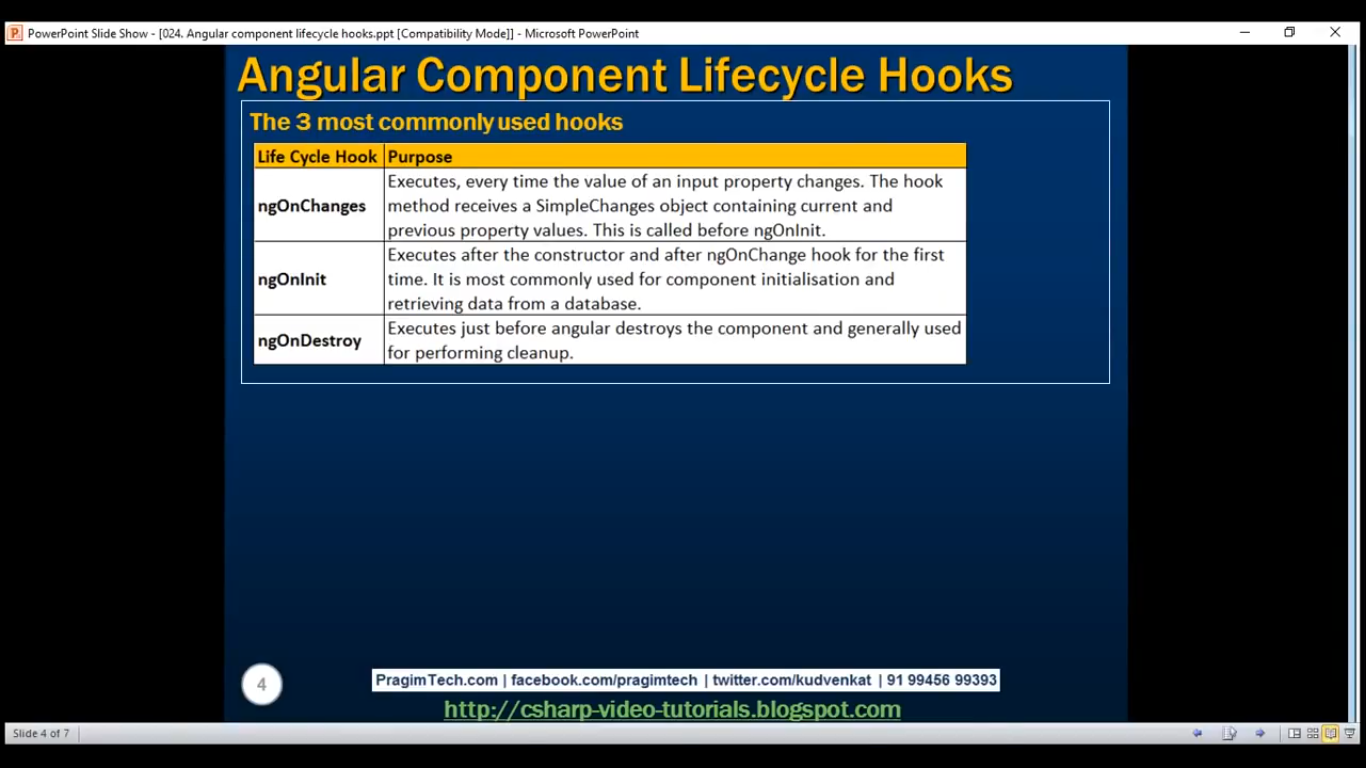 PowerPoint Slide Show - [024. Angular component lifecycle hooks.ppt [Compatibility Mode]] - Microsoft PowerPoint
Angular Component Lifecycle Hooks
The 3 most commonly used hooks
Life Cycle Hook Purpose
ngOnChanges
Executes, every time the value of an input property changes. The hook
method receives a SimpleChanges object containing current and
previous property values. This is called before ngOnInit.
ngOnInit
Executes after the constructor and after ngOnChange hook for the first
time. It is most commonly used for component initialisation and
retrieving data from a database.
ngOnDestroy
Executes just before angular destroys the component and generally used
for performing cleanup.
4
PragimTech.com | facebook.com/pragimtech | twitter.com/kudvenkat | 91 99456 99393
http://csharp-video-tutorials.blogspot.com
Slide 4 of 7